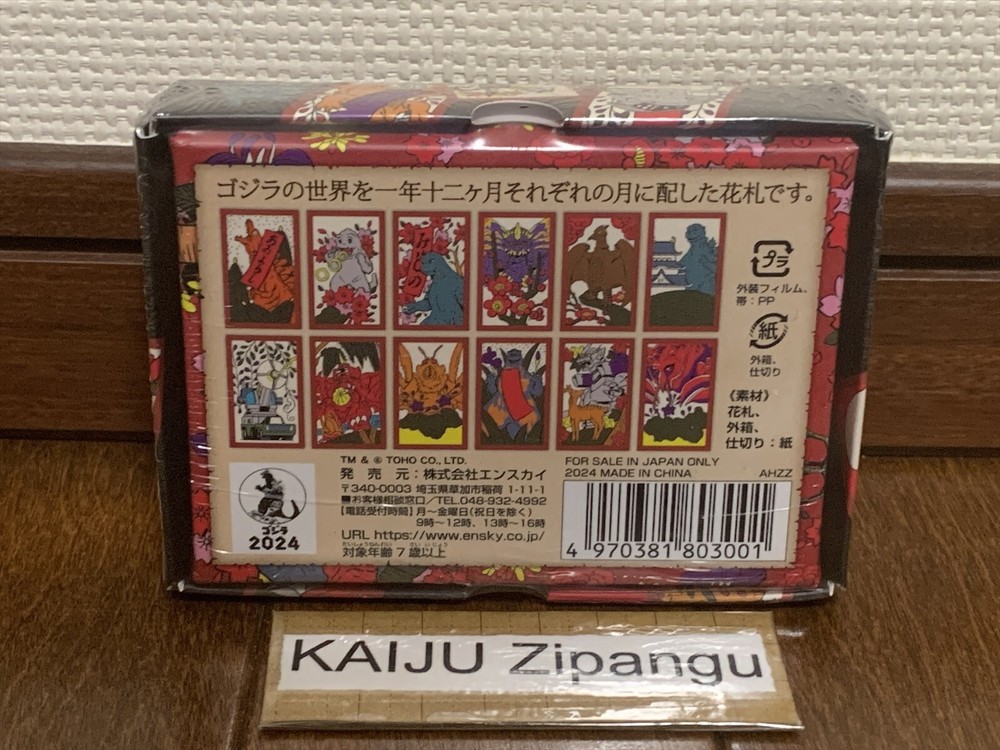 ゴジラの世界を一年十二ヶ月それぞれの月に配した花札です。
プラ
外装フィルム、
帯：PP
紙
外箱、
仕切り
《素材》
花札、
外箱、
仕切り：紙
TM & © TOHO CO., LTD.
発 売 元：株式会社エンスカイ
〒340-0003 埼玉県草加市稲荷 1-11-1
■お客様相談窓口／TEL.048-932-4992
【電話受付時間】月～金曜日(祝日を除く)
9時～12時、13時～16時
URL https://www.ensky.co.jp/
対象年齢７歳以上
ゴジラ
2024
FOR SALE IN JAPAN ONLY
2024 MADE IN CHINA
AHZZ
4 970381 803001
KAIJU Zipangu